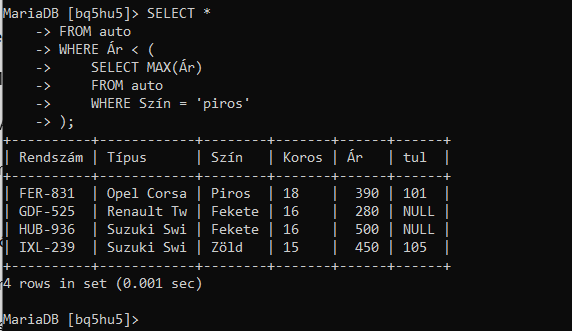 MariaDB [bq5hu5]> SELECT *
    -> FROM auto
    -> WHERE Ár < (
    ->     SELECT MAX(Ár)
    ->     FROM auto
    ->     WHERE Szín = 'piros'
    -> );
+----------+------------+--------+-------+------+------+
| Rendszám | Típus      | Szín   | Koros | Ár   | tul  |
+----------+------------+--------+-------+------+------+
| FER-831  | Opel Corsa | Piros  | 18    |  390 | 101  |
| GDF-525  | Renault Tw | Fekete | 16    |  280 | NULL |
| HUB-936  | Suzuki Swi | Fekete | 16    |  500 | NULL |
| IXL-239  | Suzuki Swi | Zöld   | 15    |  450 | 105  |
+----------+------------+--------+-------+------+------+
4 rows in set (0.001 sec)
MariaDB [bq5hu5]>